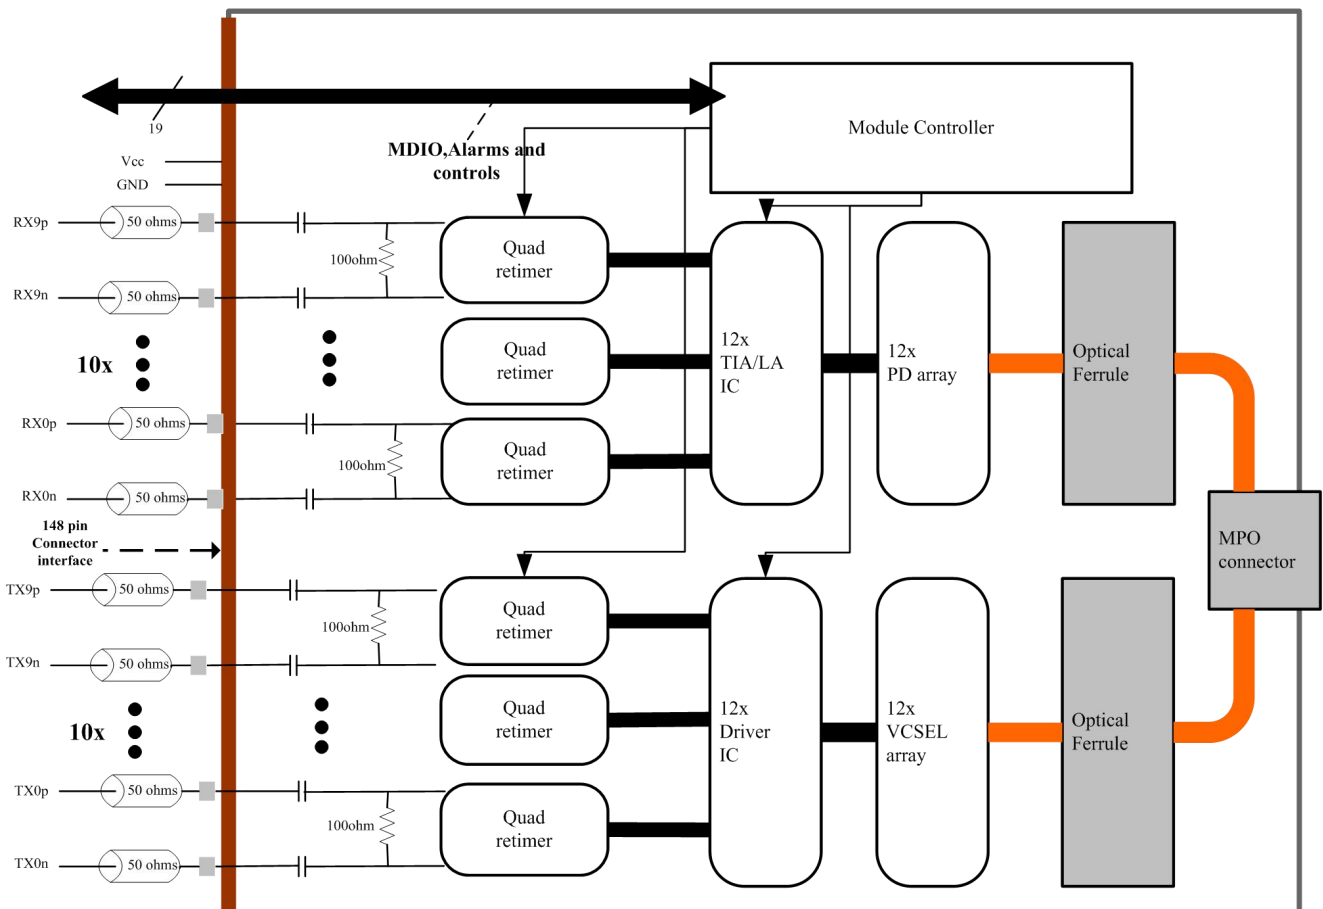 Module Controller
19
MDIO,Alarms and
controls
Vcc
GND
RX9p
50 ohms
100ohm
RX9n
50 ohms
10x
RX0p
50 ohms
100ohm
RX0n
50 ohms
Quad
retimer
Quad
retimer
Quad
retimer
12x
TIA/LA
IC
12x
PD array
Optical
Ferrule
148 pin
Connector
interface
MPO
connector
TX9p
50 ohms
100ohm
TX9n
50 ohms
10x
TX0p
50 ohms
100ohm
TX0n
50 ohms
Quad
retimer
Quad
retimer
Quad
retimer
12x
Driver
IC
12x
VCSEL
array
Optical
Ferrule